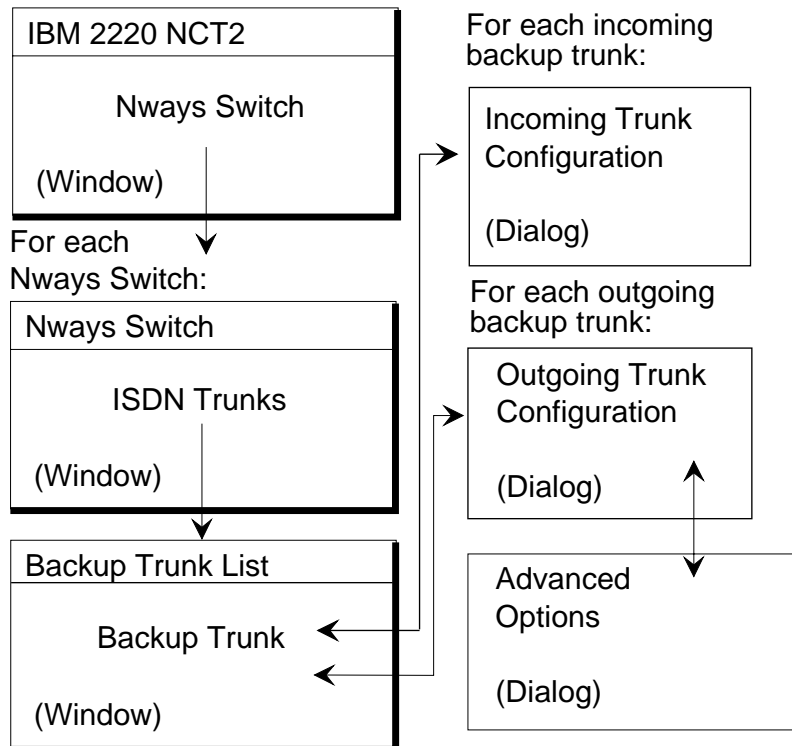 IBM 2220 NCT2
Nways Switch
(Window)
For each
Nways Switch:
Nways Switch
ISDN Trunks
(Window)
Backup Trunk List
Backup Trunk
(Window)
For each incoming
backup trunk:
Incoming Trunk
Configuration
(Dialog)
For each outgoing
backup trunk:
Outgoing Trunk
Configuration
(Dialog)
Advanced
Options
(Dialog)